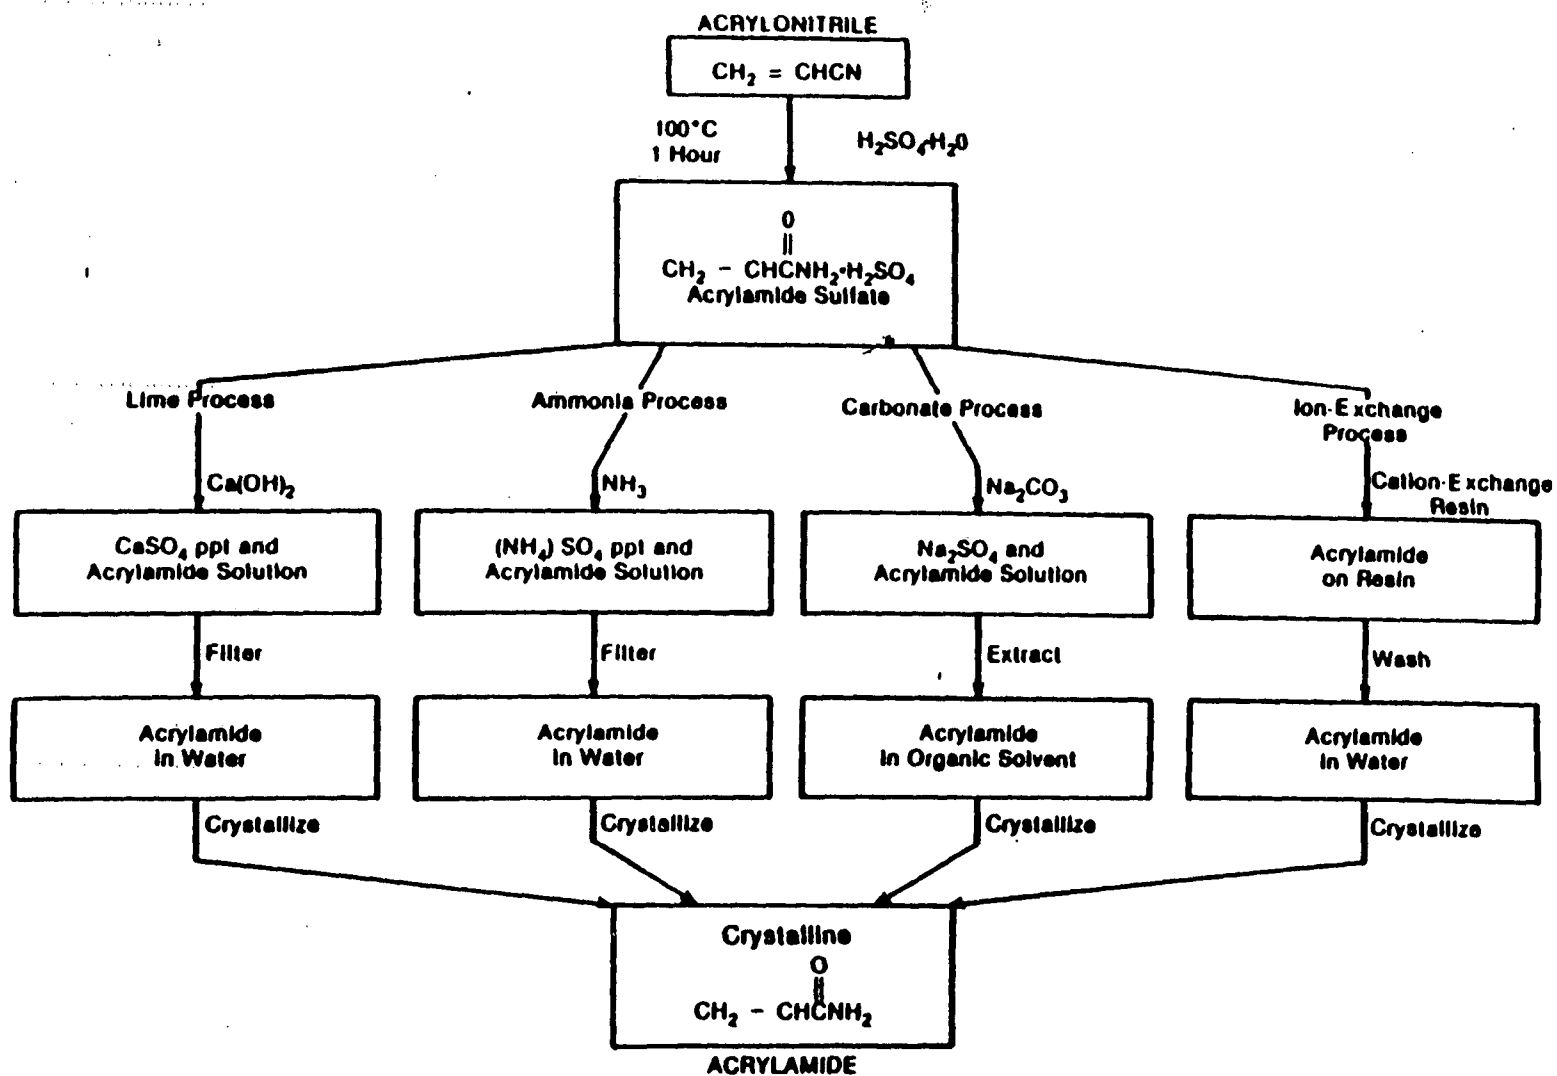 ACRYLONITRILE
CH₂ = CHCN
100°C
1 Hour
H₂SO₄·H₂0
O
||
CH₂ – CHCNH₂·H₂SO₄
Acrylamide Sulfate
Lime Process
Ammonia Process
Carbonate Process
Ion-Exchange
Process
Ca(OH)₂
NH₃
Na₂CO₃
Cation-Exchange
Resin
CaSO₄ ppt and
Acrylamide Solution
(NH₄) SO₄ ppt and
Acrylamide Solution
Na₂SO₄ and
Acrylamide Solution
Acrylamide
on Resin
Filter
Filter
Extract
Wash
Acrylamide
in Water
Acrylamide
in Water
Acrylamide
in Organic Solvent
Acrylamide
in Water
Crystallize
Crystallize
Crystallize
Crystallize
Crystalline
O
||
CH₂ – CHCNH₂
ACRYLAMIDE